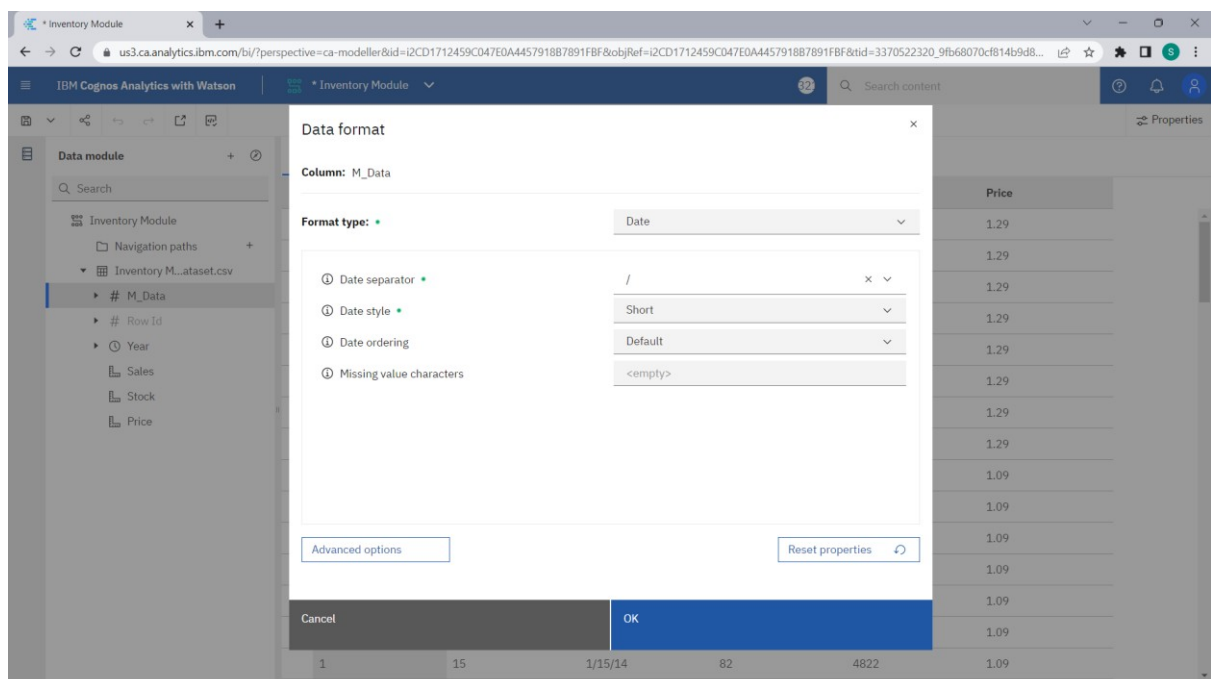 * Inventory Module
us3.ca.analytics.ibm.com/bi/?perspective=ca-modeller&id=i2CD1712459C047E0A4457918B7891FBF&objRef=i2CD1712459C047E0A4457918B7891FBF&tid=3370522320_9fb68070cf814b9d8...
S
IBM Cognos Analytics with Watson
* Inventory Module
32
Search content
Properties
Data module
Search
Inventory Module
Navigation paths
Inventory M...ataset.csv
# M_Data
# Row Id
Year
Sales
Stock
Price
Data format
Column: M_Data
Format type:
Date
Date separator
/
Date style
Short
Date ordering
Default
Missing value characters
<empty>
Advanced options
Reset properties
Cancel
OK
Price
1.29
1.29
1.29
1.29
1.29
1.29
1.29
1.29
1.09
1.09
1.09
1.09
1.09
1.09
1 15 1/15/14 82 4822 1.09